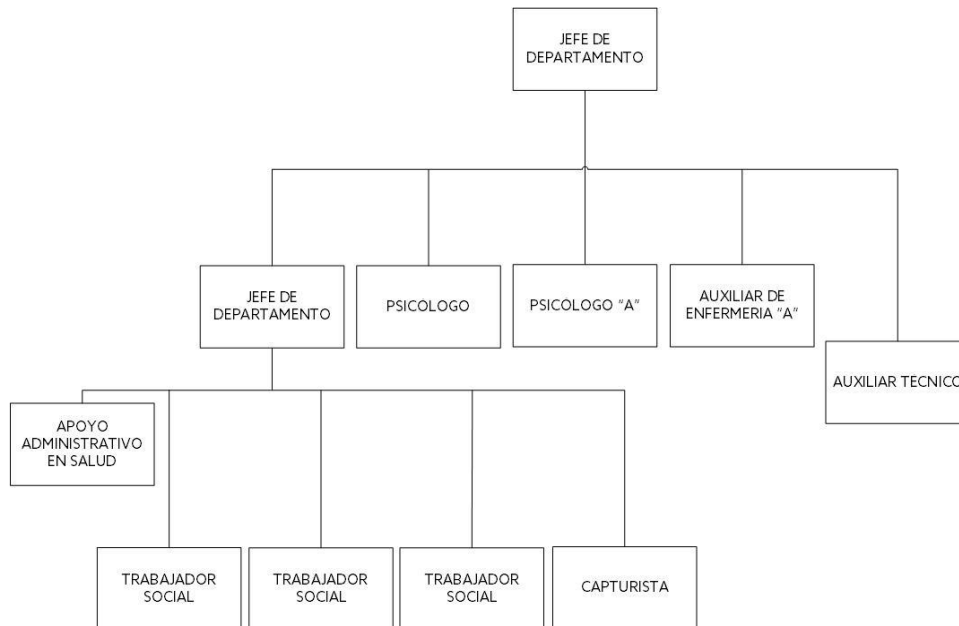 JEFE DE
DEPARTAMENTO
JEFE DE
DEPARTAMENTO
PSICOLOGO
PSICOLOGO "A"
AUXILIAR DE
ENFERMERIA "A"
AUXILIAR TECNICO
APOYO
ADMINISTRATIVO
EN SALUD
TRABAJADOR
SOCIAL
TRABAJADOR
SOCIAL
TRABAJADOR
SOCIAL
CAPTURISTA